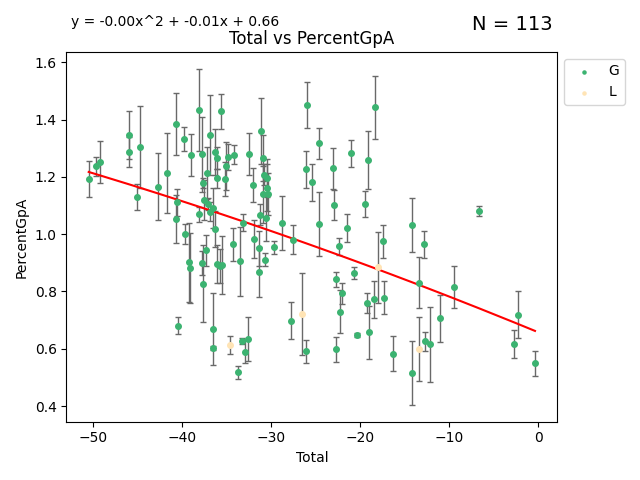 y = -0.00x^2 + -0.01x + 0.66
N = 113
Total vs PercentGpA
G
L
PercentGpA
1.6
1.4
1.2
1.0
0.8
0.6
0.4
−50
−40
−30
−20
−10
0
Total